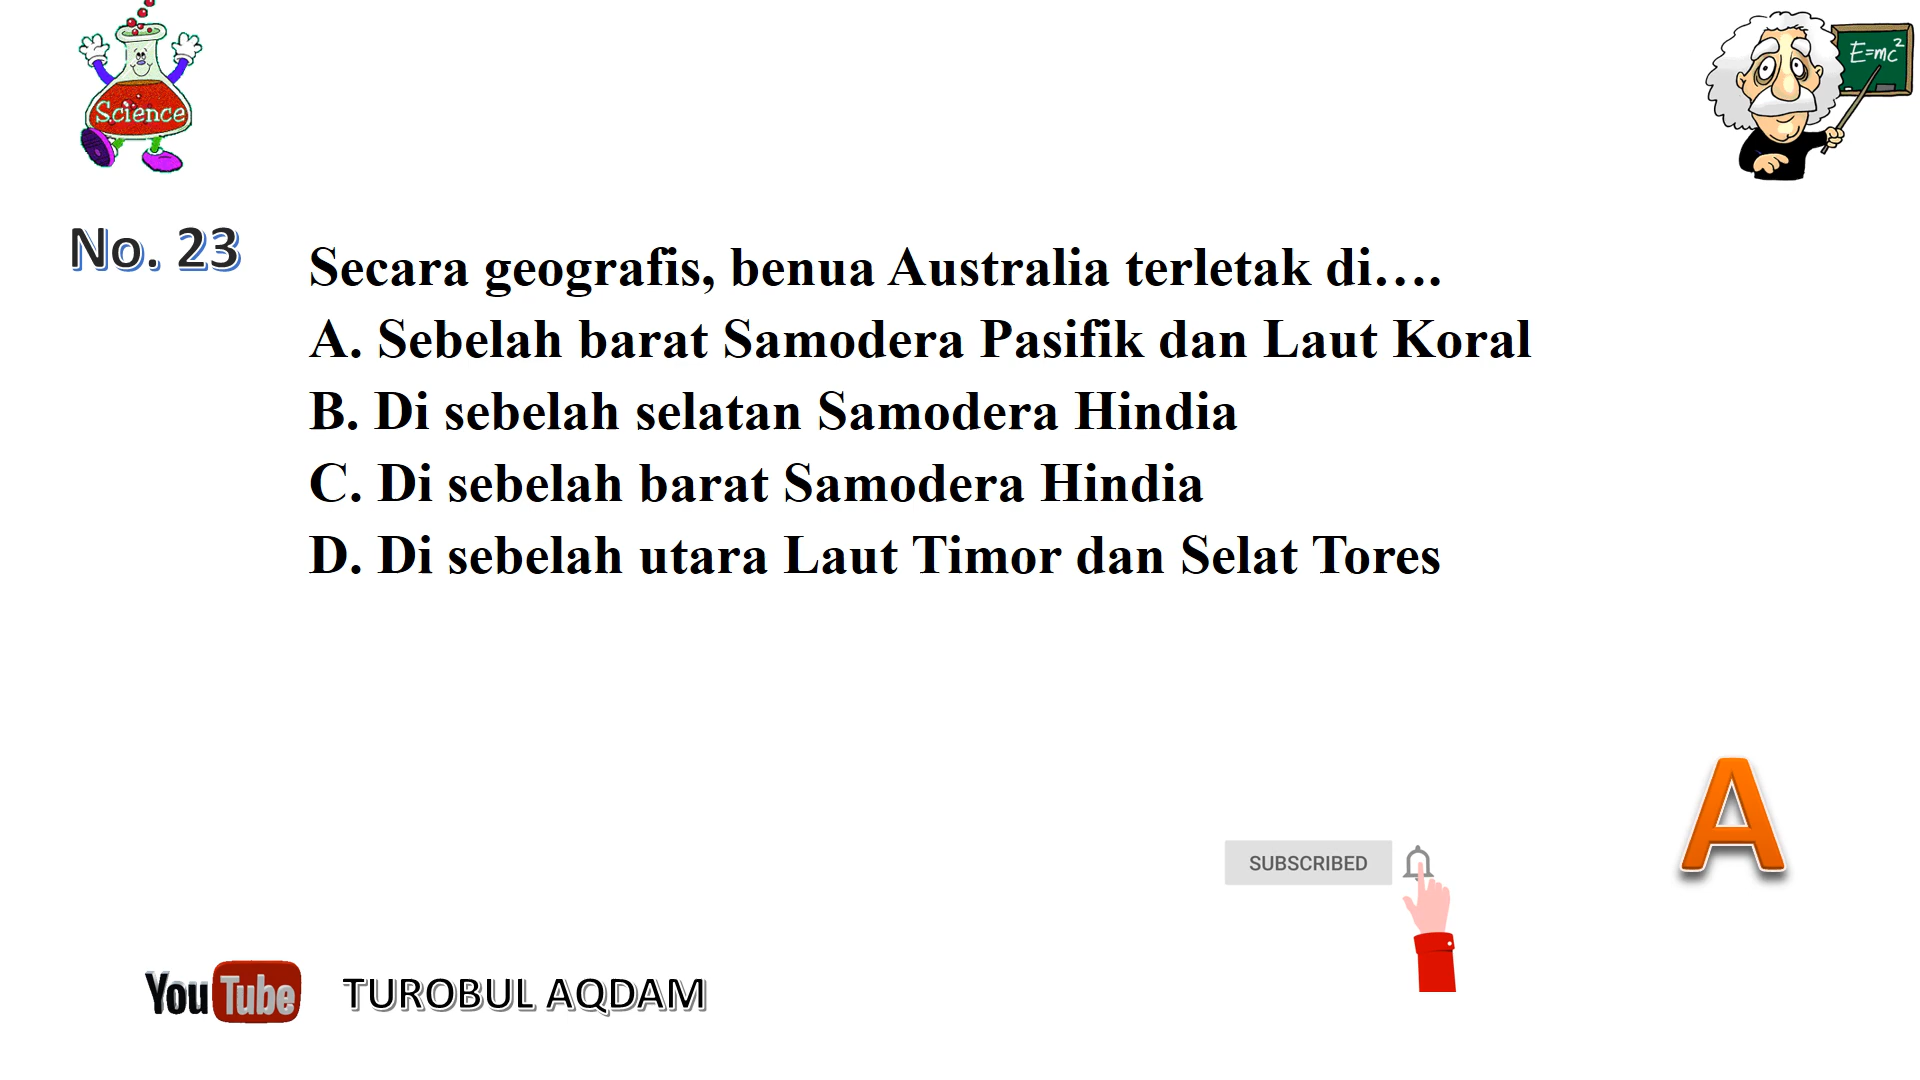 Science
E=mc²
No. 23
Secara geografis, benua Australia terletak di….
A. Sebelah barat Samodera Pasifik dan Laut Koral
B. Di sebelah selatan Samodera Hindia
C. Di sebelah barat Samodera Hindia
D. Di sebelah utara Laut Timor dan Selat Tores
A
SUBSCRIBED
YouTube TUROBUL AQDAM